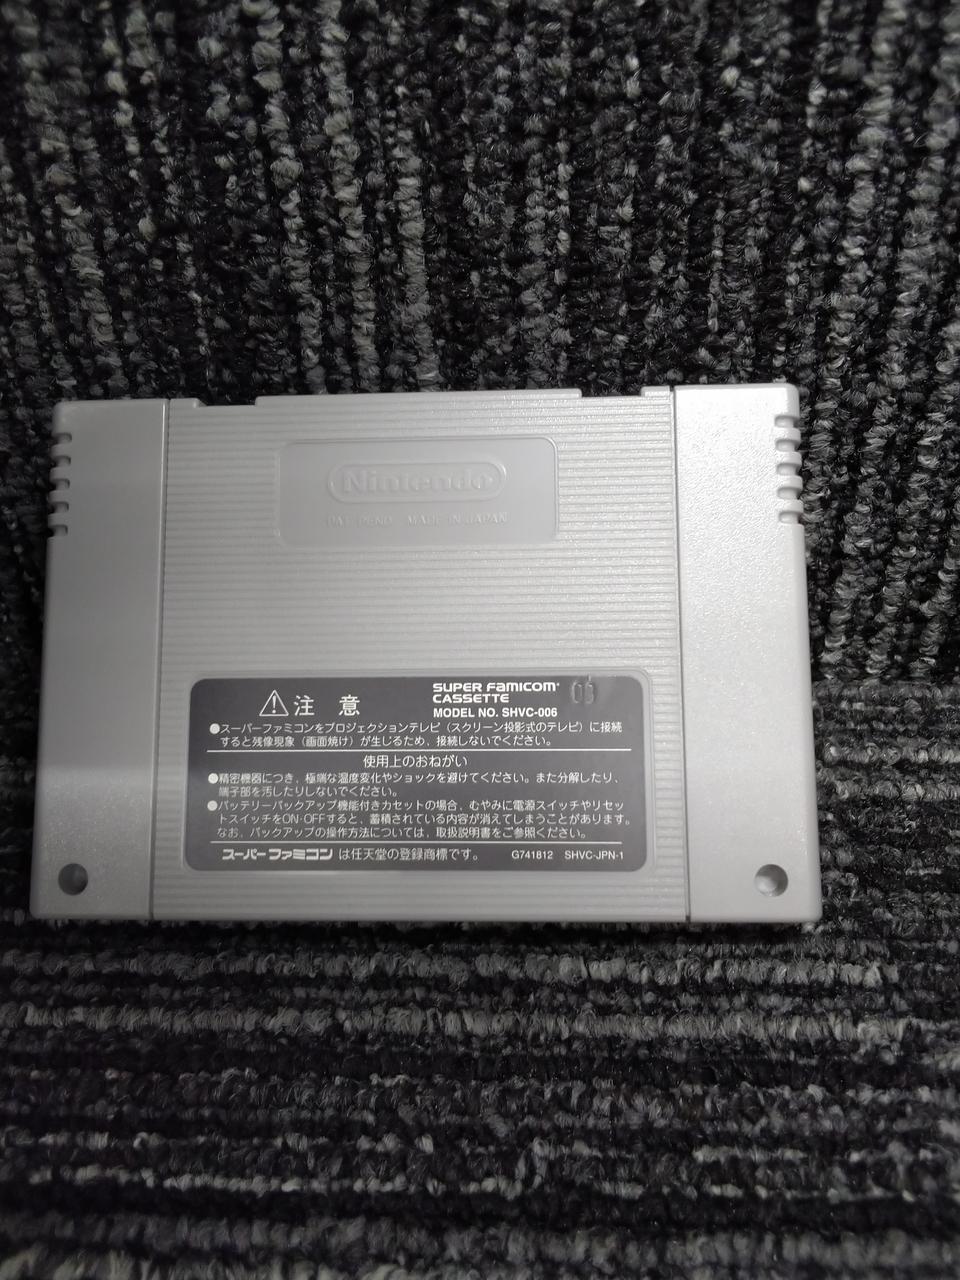 Nintendo
PAT. PEND. MADE IN JAPAN
注意
SUPER FAMICOM
CASSETTE
MODEL NO. SHVC-006
●スーパーファミコンをプロジェクションテレビ（スクリーン投影式のテレビ）に接続
すると残像現象（画面焼け）が生じるため、接続しないでください。
使用上のおねがい
●精密機器につき、極端な温度変化やショックを避けてください。また分解したり、
端子部を汚したりしないでください。
●バッテリーバックアップ機能付きカセットの場合、むやみに電源スイッチやリセッ
トスイッチをON・OFFすると、蓄積されている内容が消えてしまうことがあります。
なお、バックアップの操作方法については、取扱説明書をご参照ください。
スーパーファミコン は任天堂の登録商標です。 G741812 SHVC-JPN-1